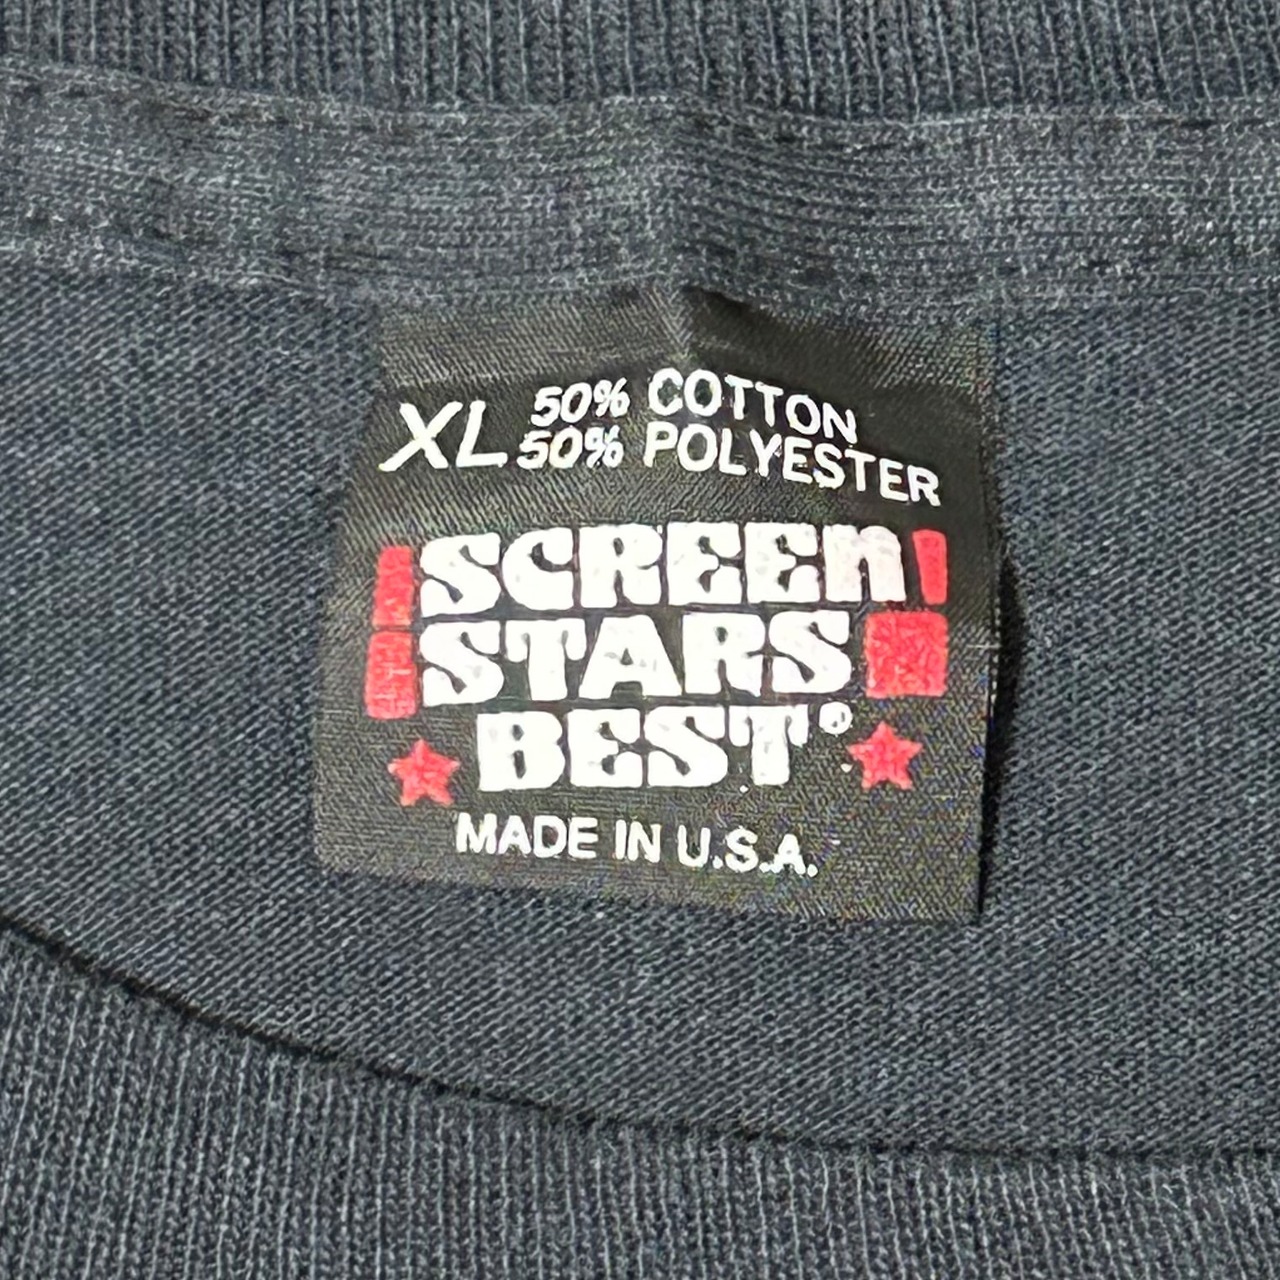 XL 50% COTTON
50% POLYESTER
SCREEn
STARS
BEST®
MADE IN U.S.A.